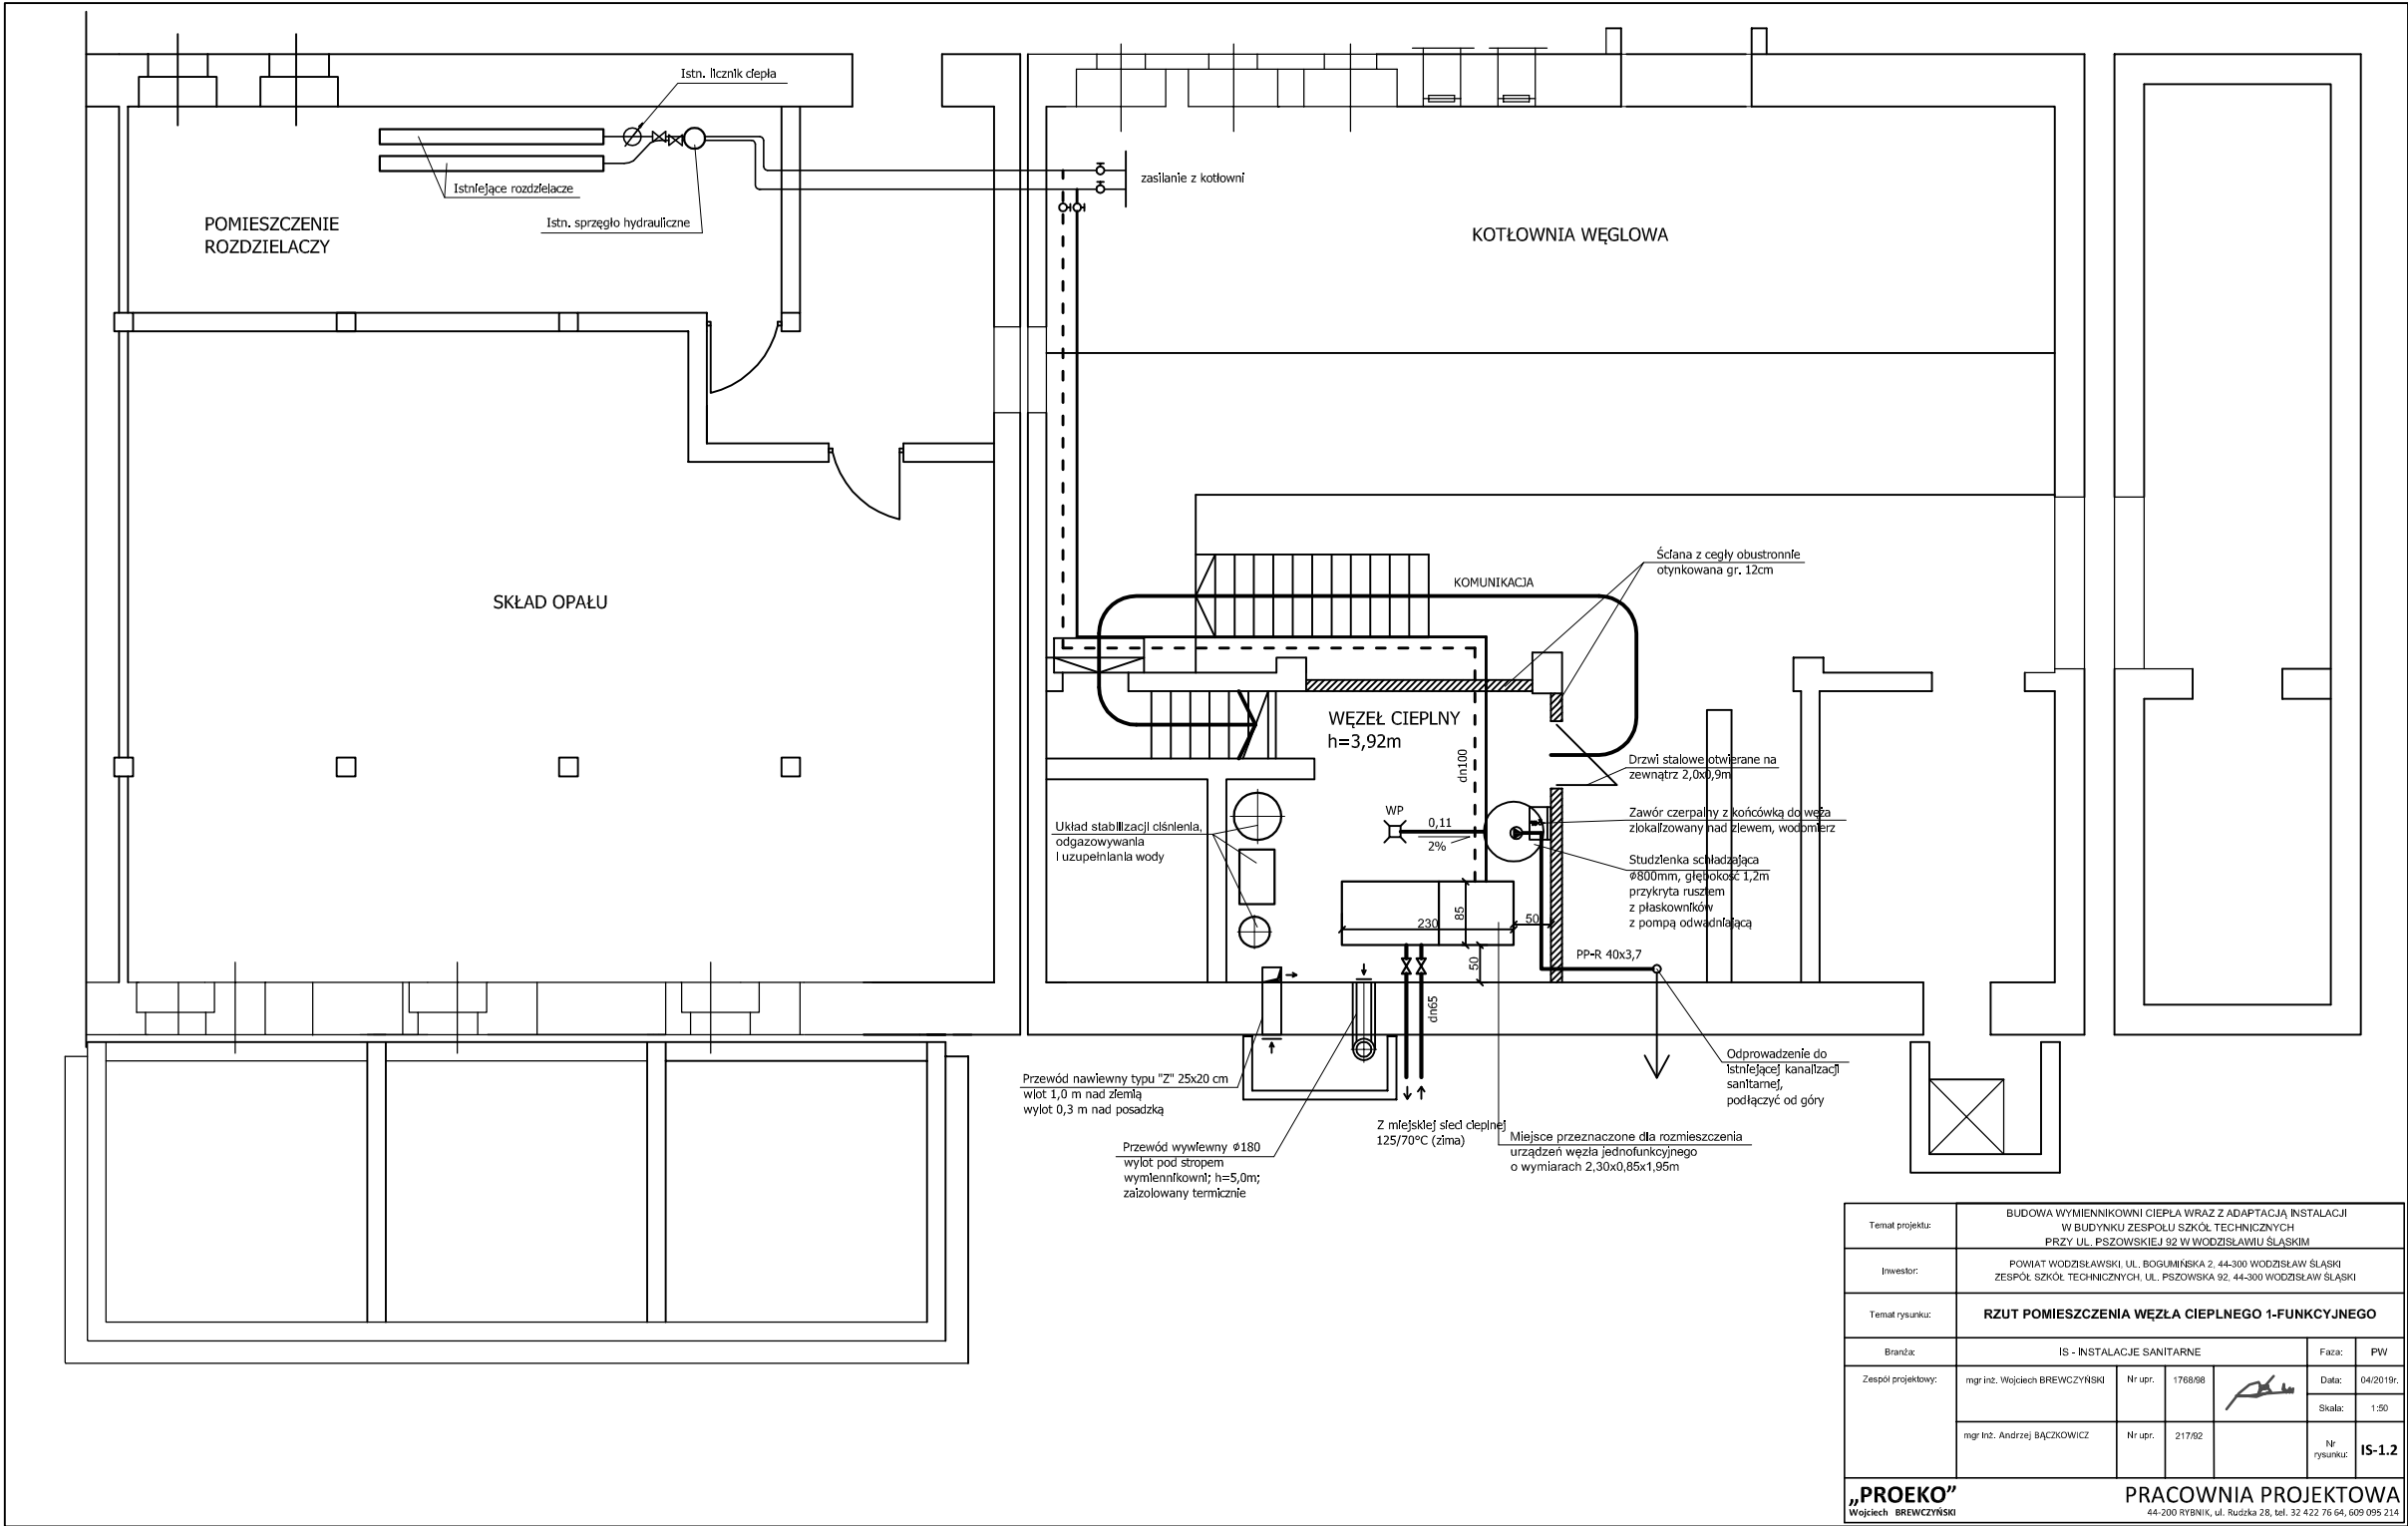 Istn. licznik ciepła
Istniejące rozdzielacze
Istn. sprzęgło hydrauliczne
POMIESZCZENIE
ROZDZIELACZY
zasilanie z kotłowni
KOTŁOWNIA WĘGLOWA
SKŁAD OPAŁU
KOMUNIKACJA
Ściana z cegły obustronnie
otynkowana gr. 12cm
WĘZEŁ CIEPLNY
h=3,92m
dn100
Drzwi stalowe otwierane na
zewnątrz 2,0x0,9m
WP
0,11
2%
Zawór czerpalny z końcówką do węża
zlokalizowany nad zlewem, wodomierz
Układ stabilizacji ciśnienia,
odgazowywania
i uzupełniania wody
Studzienka schładzająca
ø800mm, głębokość 1,2m
przykryta rusztem
z płaskowników
z pompą odwadniającą
230
85
50
50
PP-R 40x3,7
dn65
Przewód nawiewny typu "Z" 25x20 cm
wlot 1,0 m nad ziemią
wylot 0,3 m nad posadzką
Przewód wywiewny ø180
wylot pod stropem
wymiennikowni; h=5,0m;
zaizolowany termicznie
Z miejskiej sieci cieplnej
125/70°C (zima)
Miejsce przeznaczone dla rozmieszczenia
urządzeń węzła jednofunkcyjnego
o wymiarach 2,30x0,85x1,95m
Odprowadzenie do
istniejącej kanalizacji
sanitarnej,
podłączyć od góry
Temat projektu:
BUDOWA WYMIENNIKOWNI CIEPŁA WRAZ Z ADAPTACJĄ INSTALACJI
W BUDYNKU ZESPOŁU SZKÓŁ TECHNICZNYCH
PRZY UL. PSZOWSKIEJ 92 W WODZISŁAWIU ŚLĄSKIM
Inwestor:
POWIAT WODZISŁAWSKI, UL. BOGUMIŃSKA 2, 44-300 WODZISŁAW ŚLĄSKI
ZESPÓŁ SZKÓŁ TECHNICZNYCH, UL. PSZOWSKA 92, 44-300 WODZISŁAW ŚLĄSKI
Temat rysunku:
RZUT POMIESZCZENIA WĘZŁA CIEPLNEGO 1-FUNKCYJNEGO
Branża:
IS - INSTALACJE SANITARNE
Faza:
PW
Zespół projektowy:
mgr inż. Wojciech BREWCZYŃSKI
Nr upr.
1768/98
Data:
04/2019r.
Skala:
1:50
mgr inż. Andrzej BĄCZKOWICZ
Nr upr.
217/92
Nr
rysunku:
IS-1.2
„PROEKO”
Wojciech BREWCZYŃSKI
PRACOWNIA PROJEKTOWA
44-200 RYBNIK, ul. Rudzka 28, tel. 32 422 76 64, 609 095 214